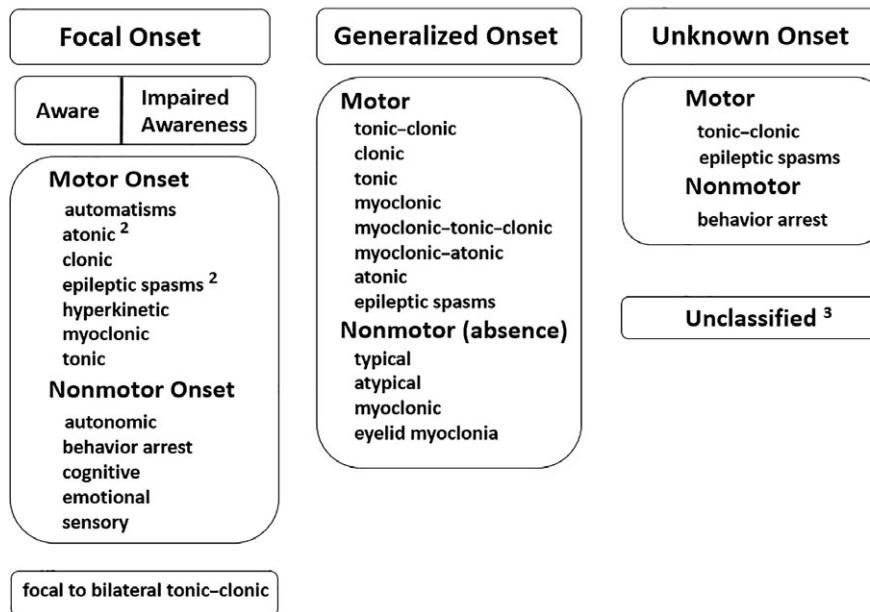 Focal Onset
Aware
Impaired
Awareness
Motor Onset
automatisms
atonic ²
clonic
epileptic spasms ²
hyperkinetic
myoclonic
tonic
Nonmotor Onset
autonomic
behavior arrest
cognitive
emotional
sensory
focal to bilateral tonic–clonic
Generalized Onset
Motor
tonic–clonic
clonic
tonic
myoclonic
myoclonic–tonic–clonic
myoclonic–atonic
atonic
epileptic spasms
Nonmotor (absence)
typical
atypical
myoclonic
eyelid myoclonia
Unknown Onset
Motor
tonic–clonic
epileptic spasms
Nonmotor
behavior arrest
Unclassified ³